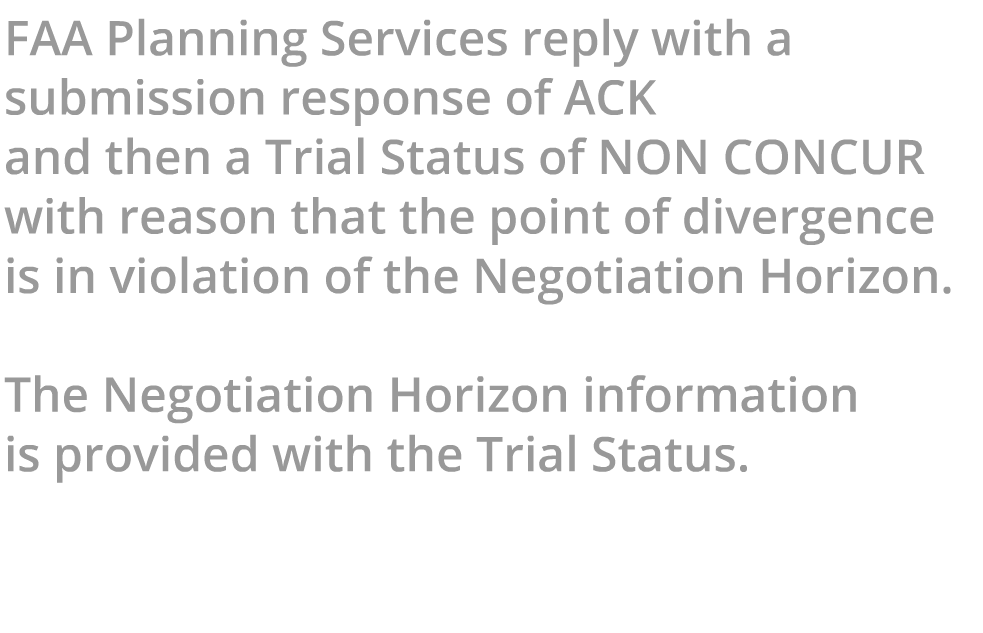 FAA Planning Services reply with a
submission response of ACK
and then a Trial Status of NON CONCUR
with reason that the point of divergence
is in violation of the Negotiation Horizon.
The Negotiation Horizon information
is provided with the Trial Status.